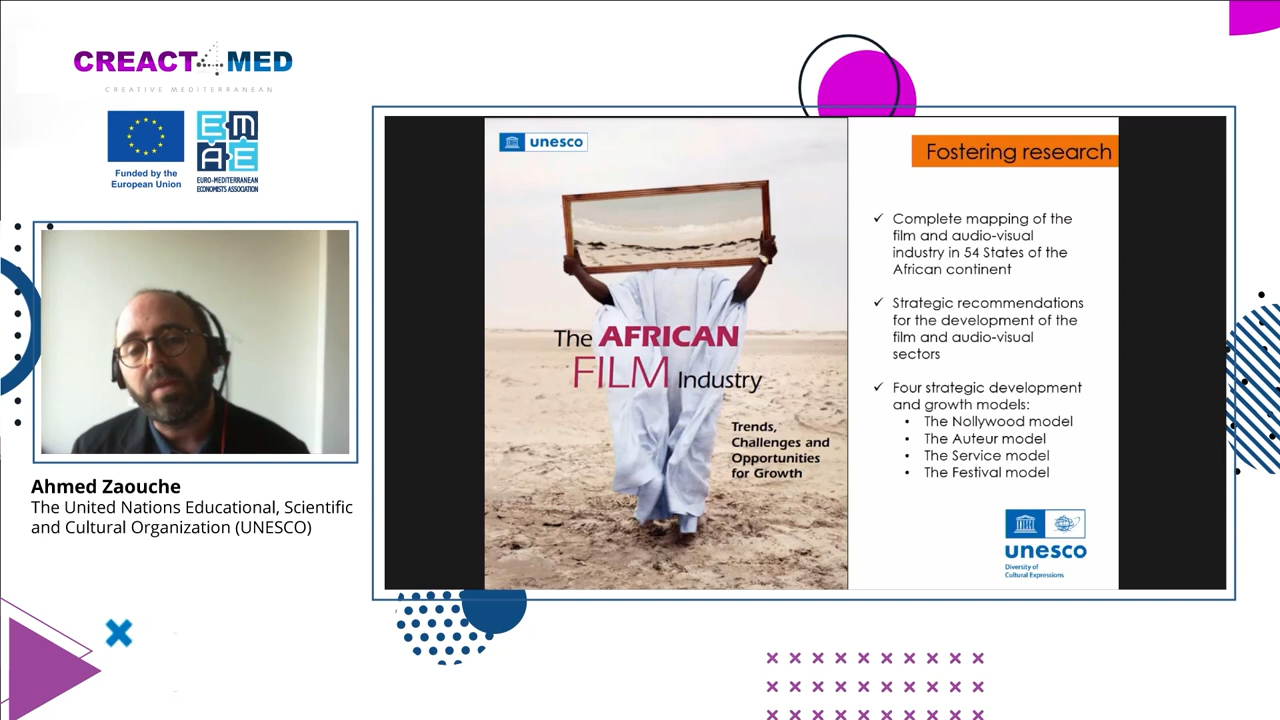 CREACT4MED
CREATIVE MEDITERRANEAN
Funded by the
European Union
EMAE
EURO-MEDITERRANEAN
ECONOMISTS ASSOCIATION
Ahmed Zaouche
The United Nations Educational, Scientific
and Cultural Organization (UNESCO)
unesco
The AFRICAN
FILM Industry
Trends,
Challenges and
Opportunities
for Growth
Fostering research
✓ Complete mapping of the
film and audio-visual
industry in 54 States of the
African continent
✓ Strategic recommendations
for the development of the
film and audio-visual
sectors
✓ Four strategic development
and growth models:
• The Nollywood model
• The Auteur model
• The Service model
• The Festival model
unesco
Diversity of
Cultural Expressions